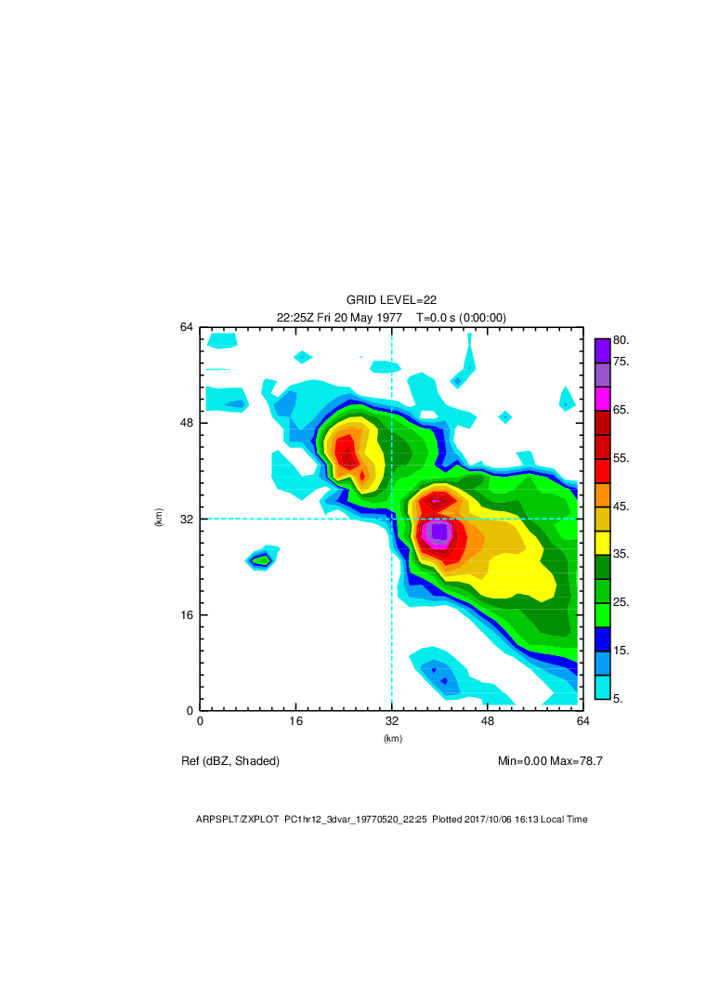 GRID LEVEL=22
22:25Z Fri 20 May 1977 T=0.0 s (0:00:00)
64
48
32
16
0
(km)
0 16 32 48 64
(km)
80.
75.
65.
55.
45.
35.
25.
15.
5.
Ref (dBZ, Shaded) Min=0.00 Max=78.7
ARPSPLT/ZXPLOT PC1hr12_3dvar_19770520_22:25 Plotted 2017/10/06 16:13 Local Time